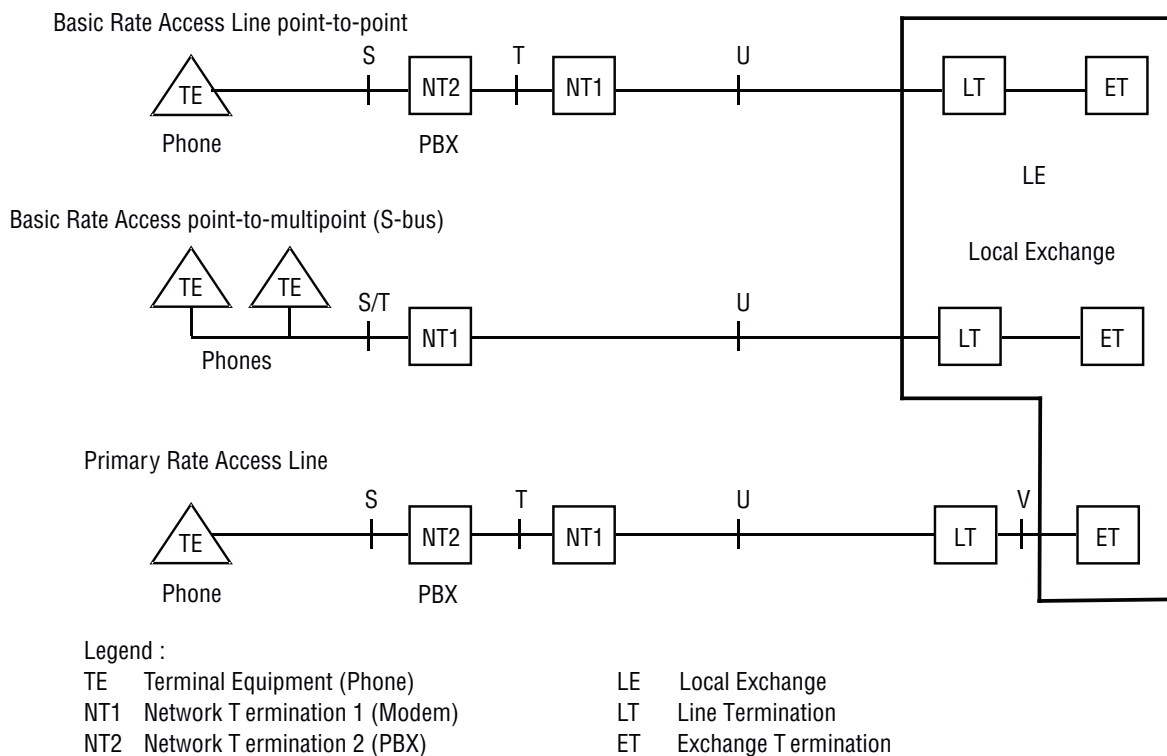 Basic Rate Access Line point-to-point
S T U
TE NT2 NT1 LT ET
Phone PBX
LE
Basic Rate Access point-to-multipoint (S-bus)
Local Exchange
TE TE S/T U
NT1 LT ET
Phones
Primary Rate Access Line
S T U V
TE NT2 NT1 LT ET
Phone PBX
Legend :
TE Terminal Equipment (Phone) LE Local Exchange
NT1 Network T ermination 1 (Modem) LT Line Termination
NT2 Network T ermination 2 (PBX) ET Exchange T ermination